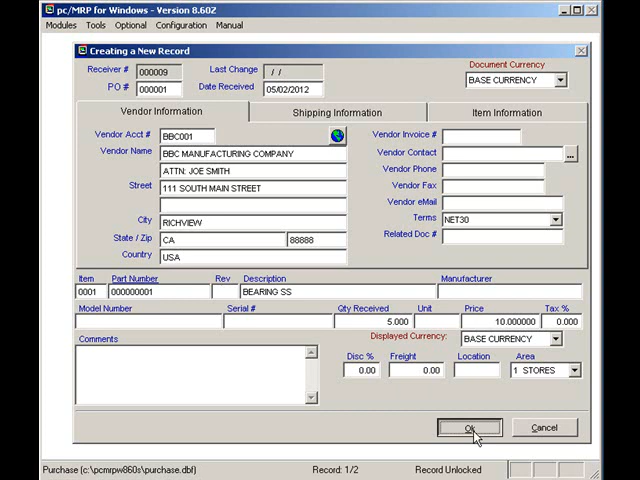 pc/MRP for Windows - Version 8.60Z
Modules Tools Optional Configuration Manual
Creating a New Record
Receiver # 000009 Last Change / / Document Currency
PO # 000001 Date Received 05/02/2012 BASE CURRENCY
Vendor Information Shipping Information Item Information
Vendor Acct # BBC001 Vendor Invoice #
Vendor Name BBC MANUFACTURING COMPANY Vendor Contact ...
ATTN: JOE SMITH Vendor Phone
Street 111 SOUTH MAIN STREET Vendor Fax
Vendor eMail
City RICHVIEW Terms NET30
State / Zip CA 88888 Related Doc #
Country USA
Item Part Number Rev Description Manufacturer
0001 000000001 BEARING SS
Model Number Serial # Qty Received Unit Price Tax %
5.000 10.000000 0.000
Comments Displayed Currency: BASE CURRENCY
Disc % Freight Location Area
0.00 0.00 1 STORES
Ok Cancel
Purchase (c:\pcmrpw860s\purchase.dbf) Record: 1/2 Record Unlocked